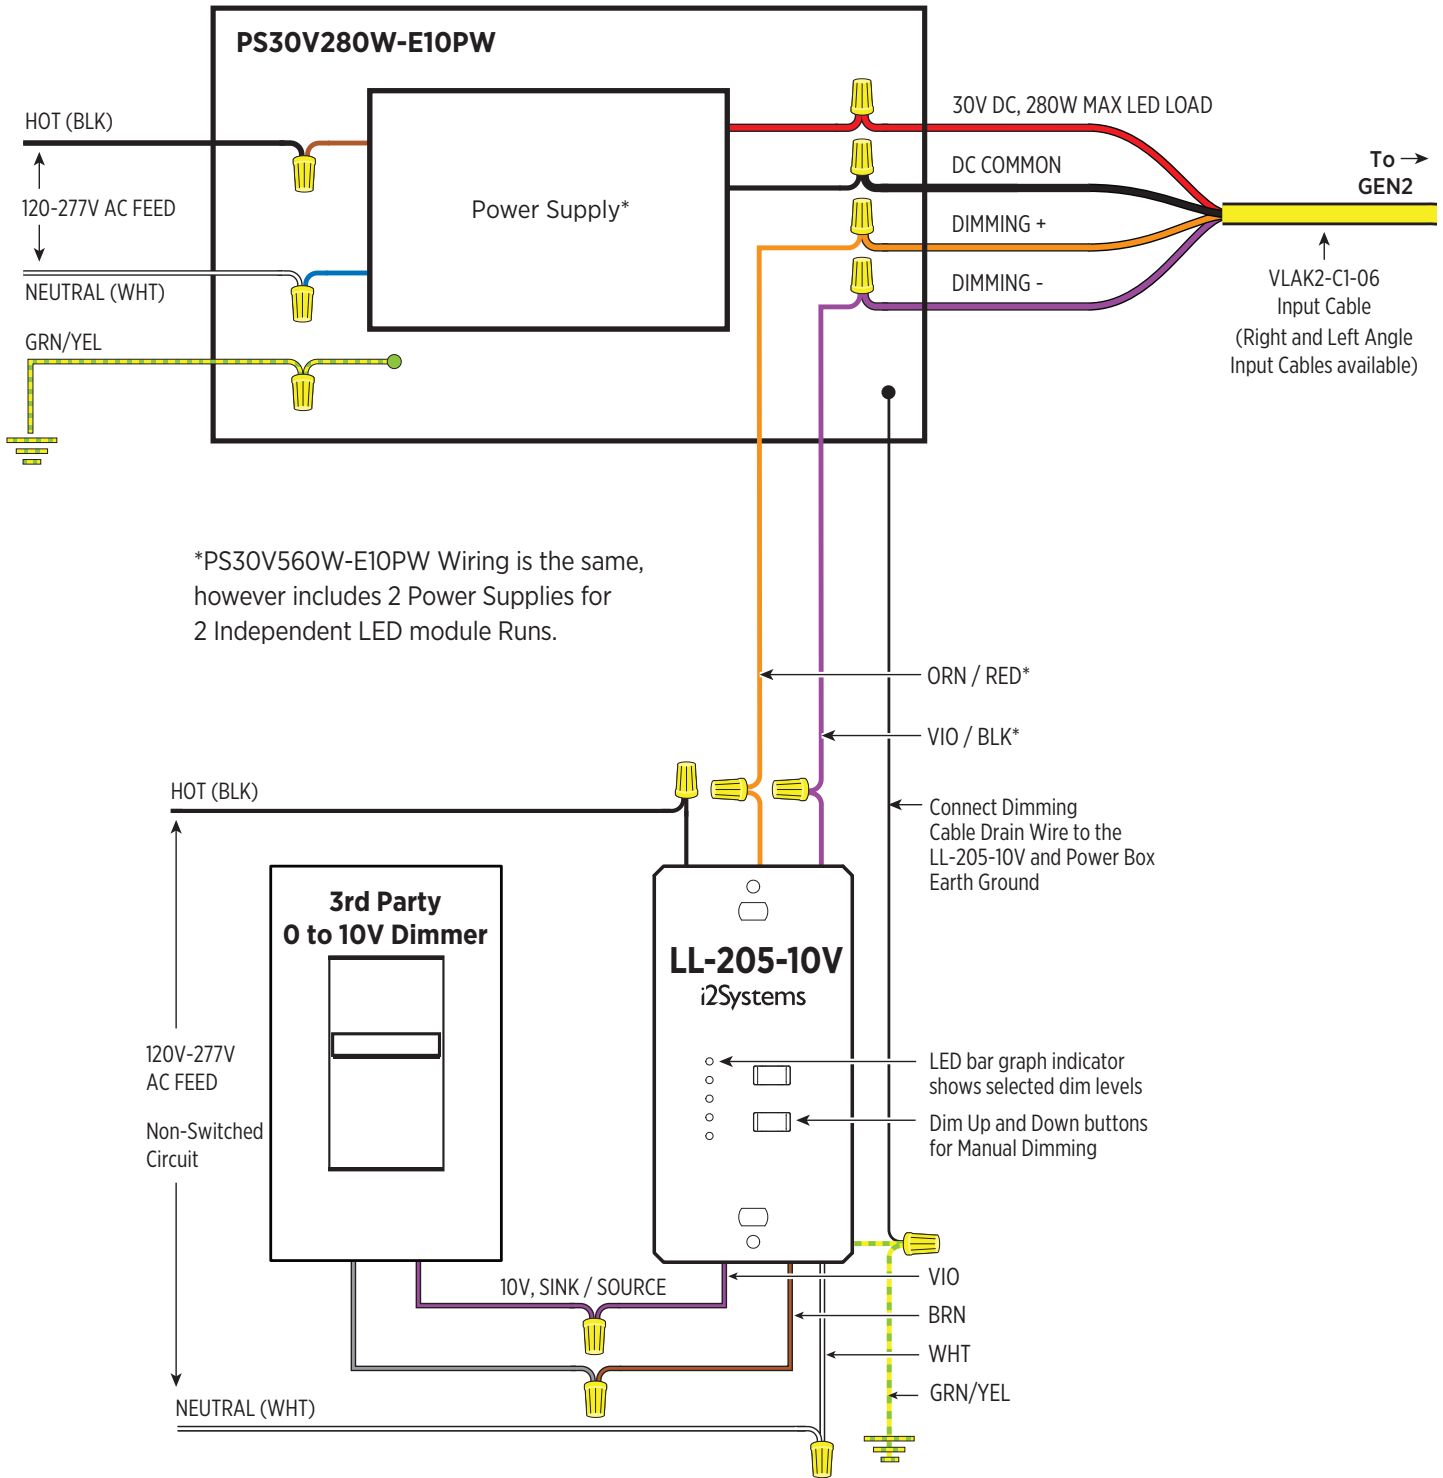 PS30V280W-E10PW
HOT (BLK)
120-277V AC FEED
NEUTRAL (WHT)
GRN/YEL
Power Supply*
30V DC, 280W MAX LED LOAD
DC COMMON
DIMMING +
DIMMING -
To →
GEN2
VLAK2-C1-06
Input Cable
(Right and Left Angle
Input Cables available)
*PS30V560W-E10PW Wiring is the same,
however includes 2 Power Supplies for
2 Independent LED module Runs.
ORN / RED*
VIO / BLK*
HOT (BLK)
Connect Dimming
Cable Drain Wire to the
LL-205-10V and Power Box
Earth Ground
3rd Party
0 to 10V Dimmer
LL-205-10V
i2Systems
120V-277V
AC FEED
Non-Switched
Circuit
LED bar graph indicator
shows selected dim levels
Dim Up and Down buttons
for Manual Dimming
10V, SINK / SOURCE
VIO
BRN
WHT
GRN/YEL
NEUTRAL (WHT)